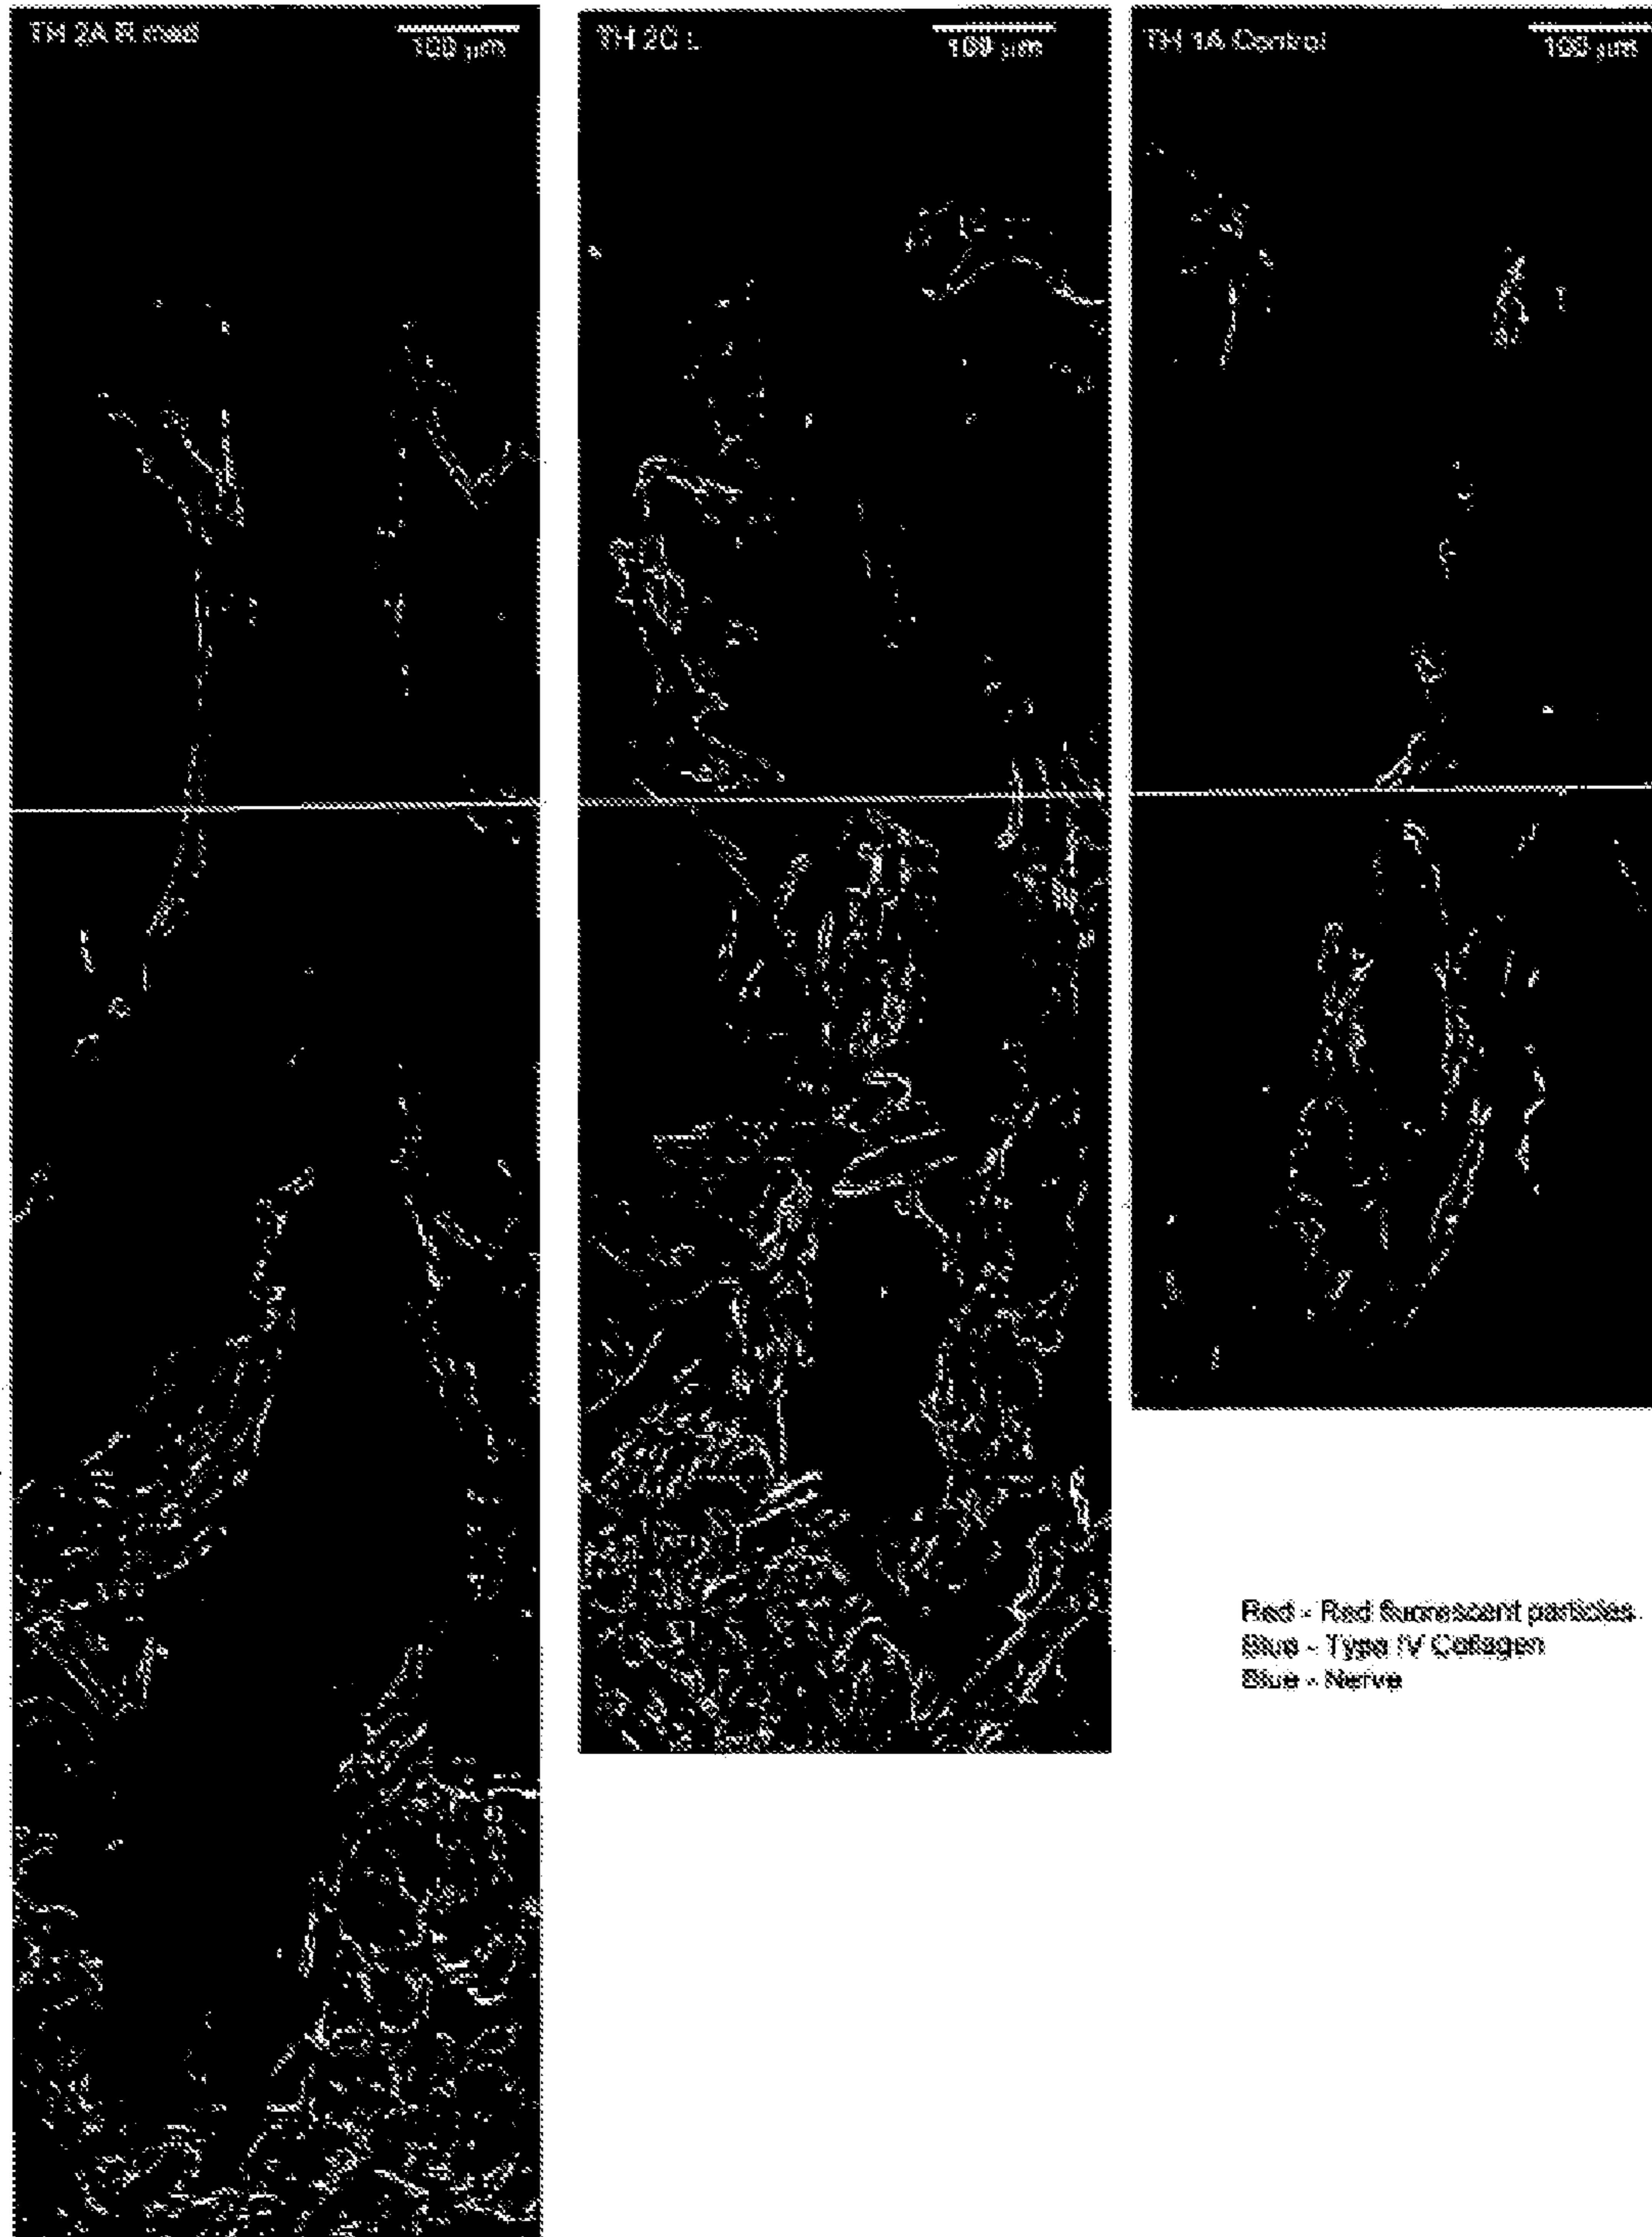 TH 2A R med
100 µm
TH 2C L
100 µm
TH 1A Control
100 µm
Red - Red fluorescent particles
Blue - Type IV Collagen
Blue - Nerve